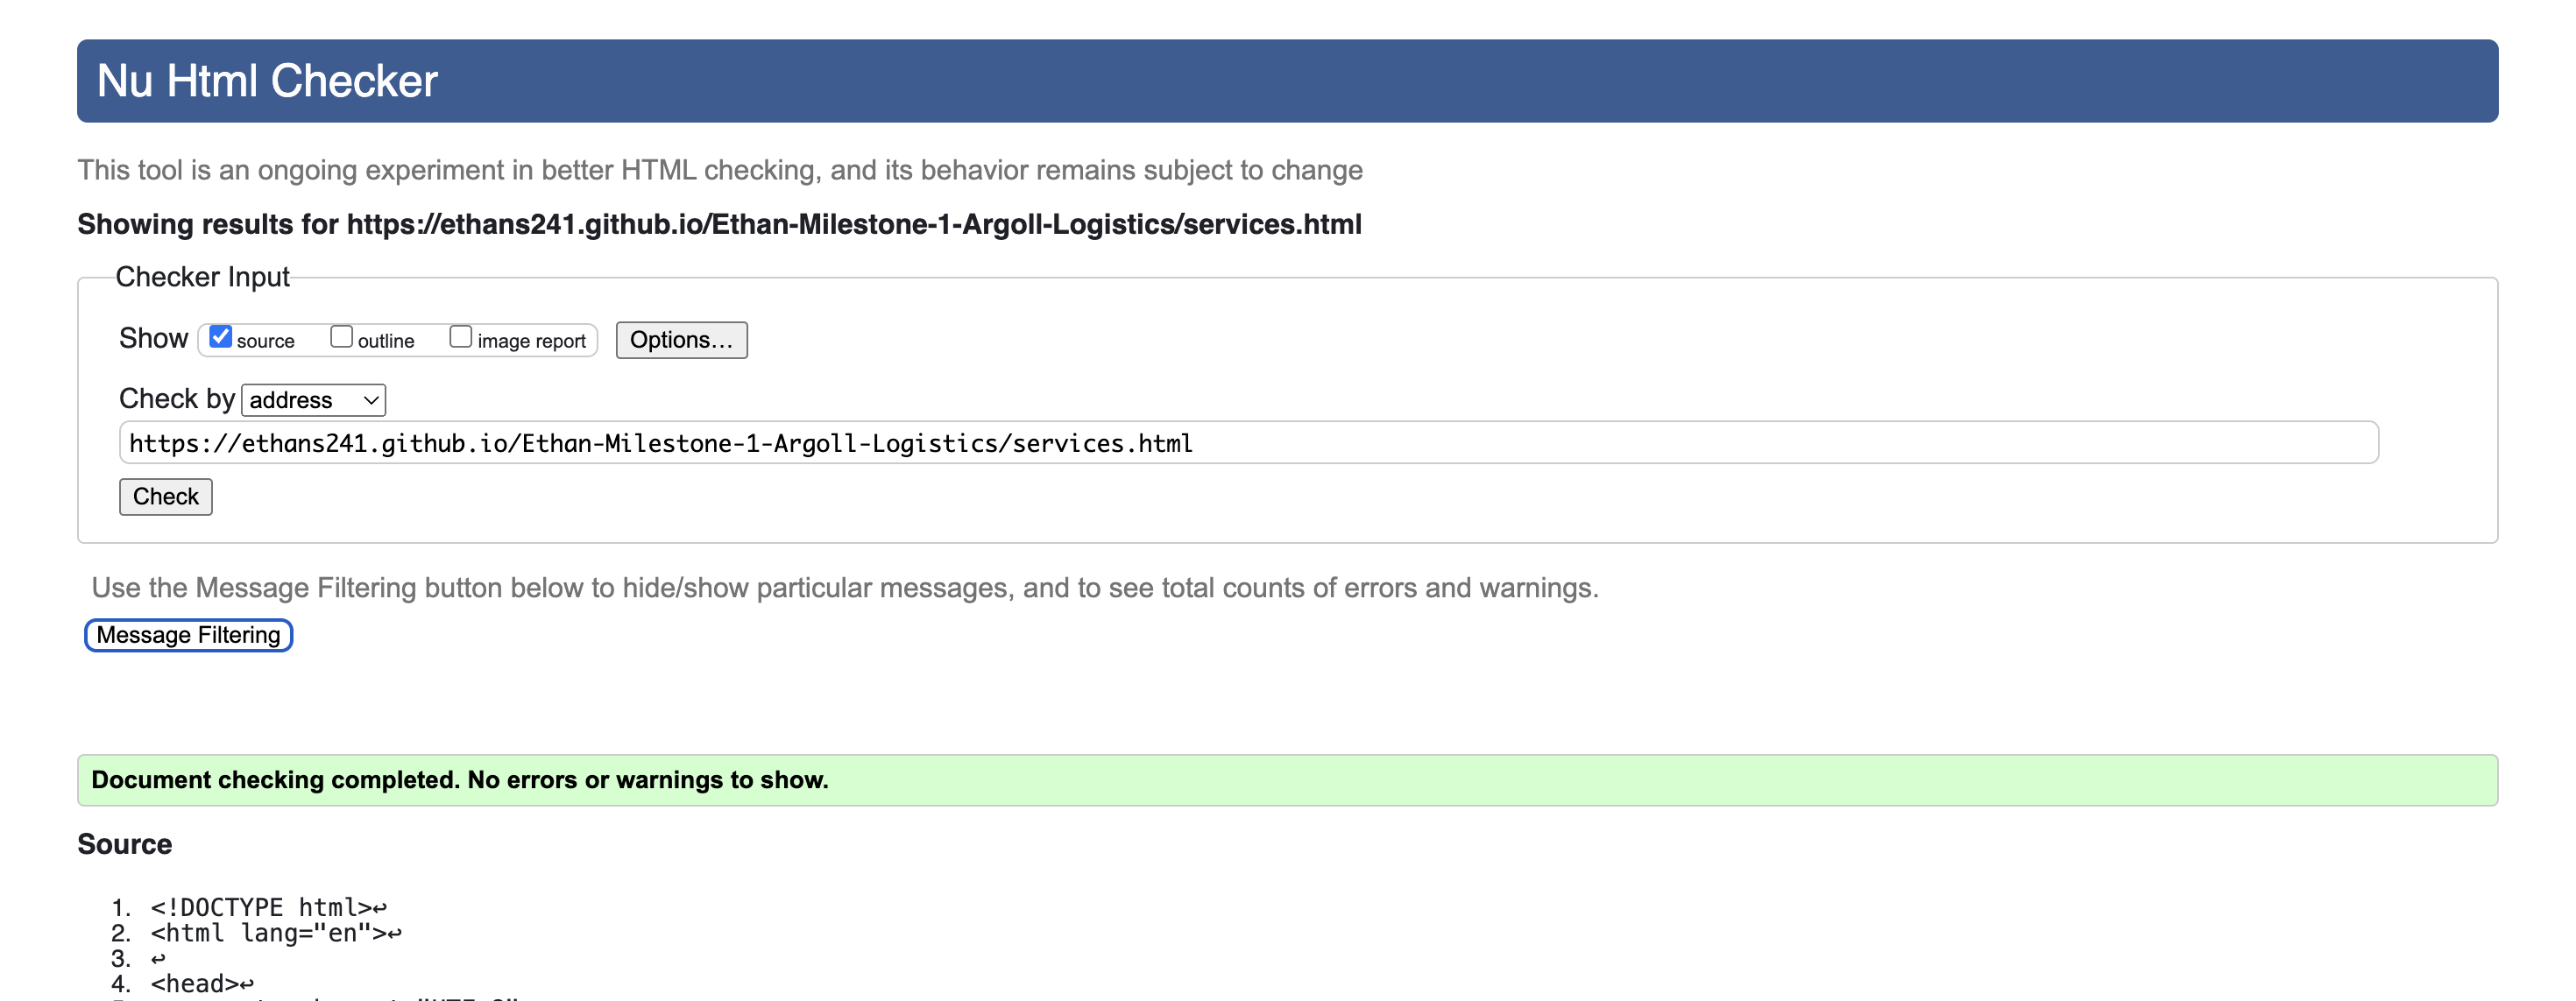 Nu Html Checker
This tool is an ongoing experiment in better HTML checking, and its behavior remains subject to change
Showing results for https://ethans241.github.io/Ethan-Milestone-1-Argoll-Logistics/services.html
Checker Input
Show source outline image report Options...
Check by address
https://ethans241.github.io/Ethan-Milestone-1-Argoll-Logistics/services.html
Check
Use the Message Filtering button below to hide/show particular messages, and to see total counts of errors and warnings.
Message Filtering
Document checking completed. No errors or warnings to show.
Source
1. <!DOCTYPE html>↩
2. <html lang="en">↩
3. ↩
4. <head>↩